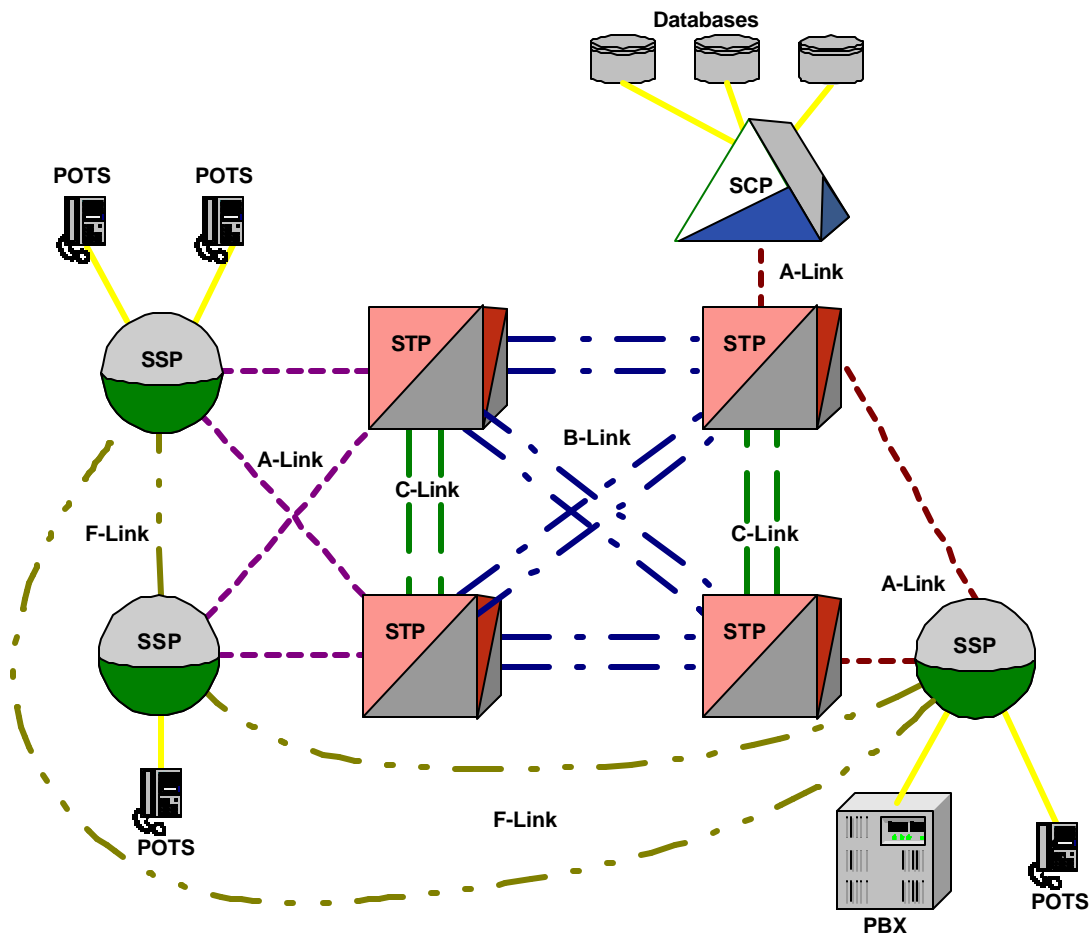 Databases
POTS
POTS
SCP
A-Link
SSP
STP
STP
A-Link
B-Link
C-Link
F-Link
C-Link
A-Link
SSP
STP
STP
SSP
F-Link
POTS
POTS
PBX